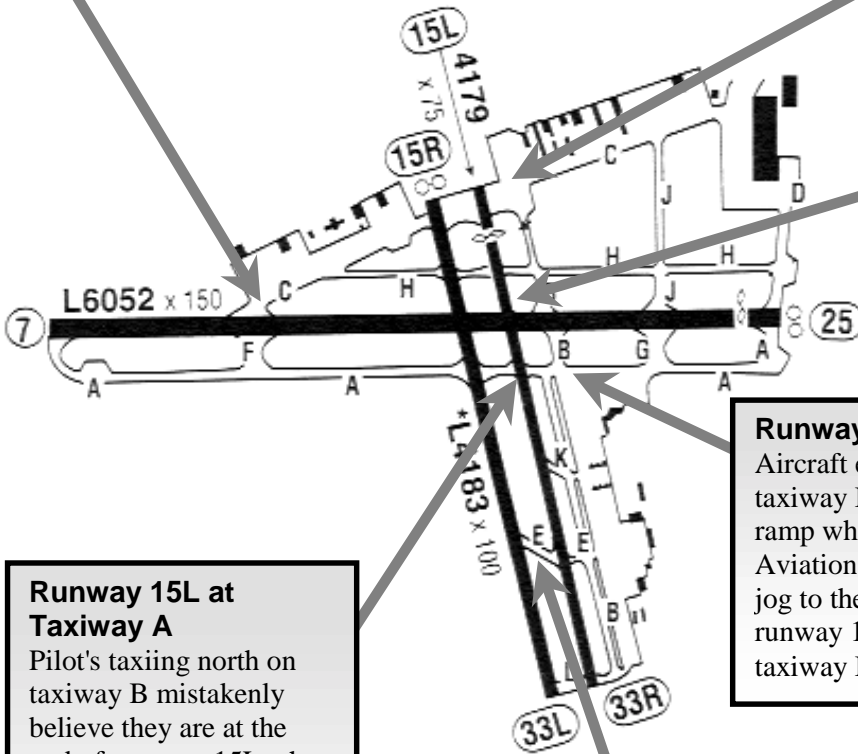 15L
4179
x 75
15R
C
J
D
H
H
L6052 x 150
C
H
J
7
25
F
B
G
A
A
A
A
*L4183 x 100
K
E
E
B
33L
33R
Runway 15L at
Taxiway A
Pilot's taxiing north on
taxiway B mistakenly
believe they are at the
Runway
Aircraft
taxiway
ramp wh
Aviation
jog to the
runway 1
taxiway